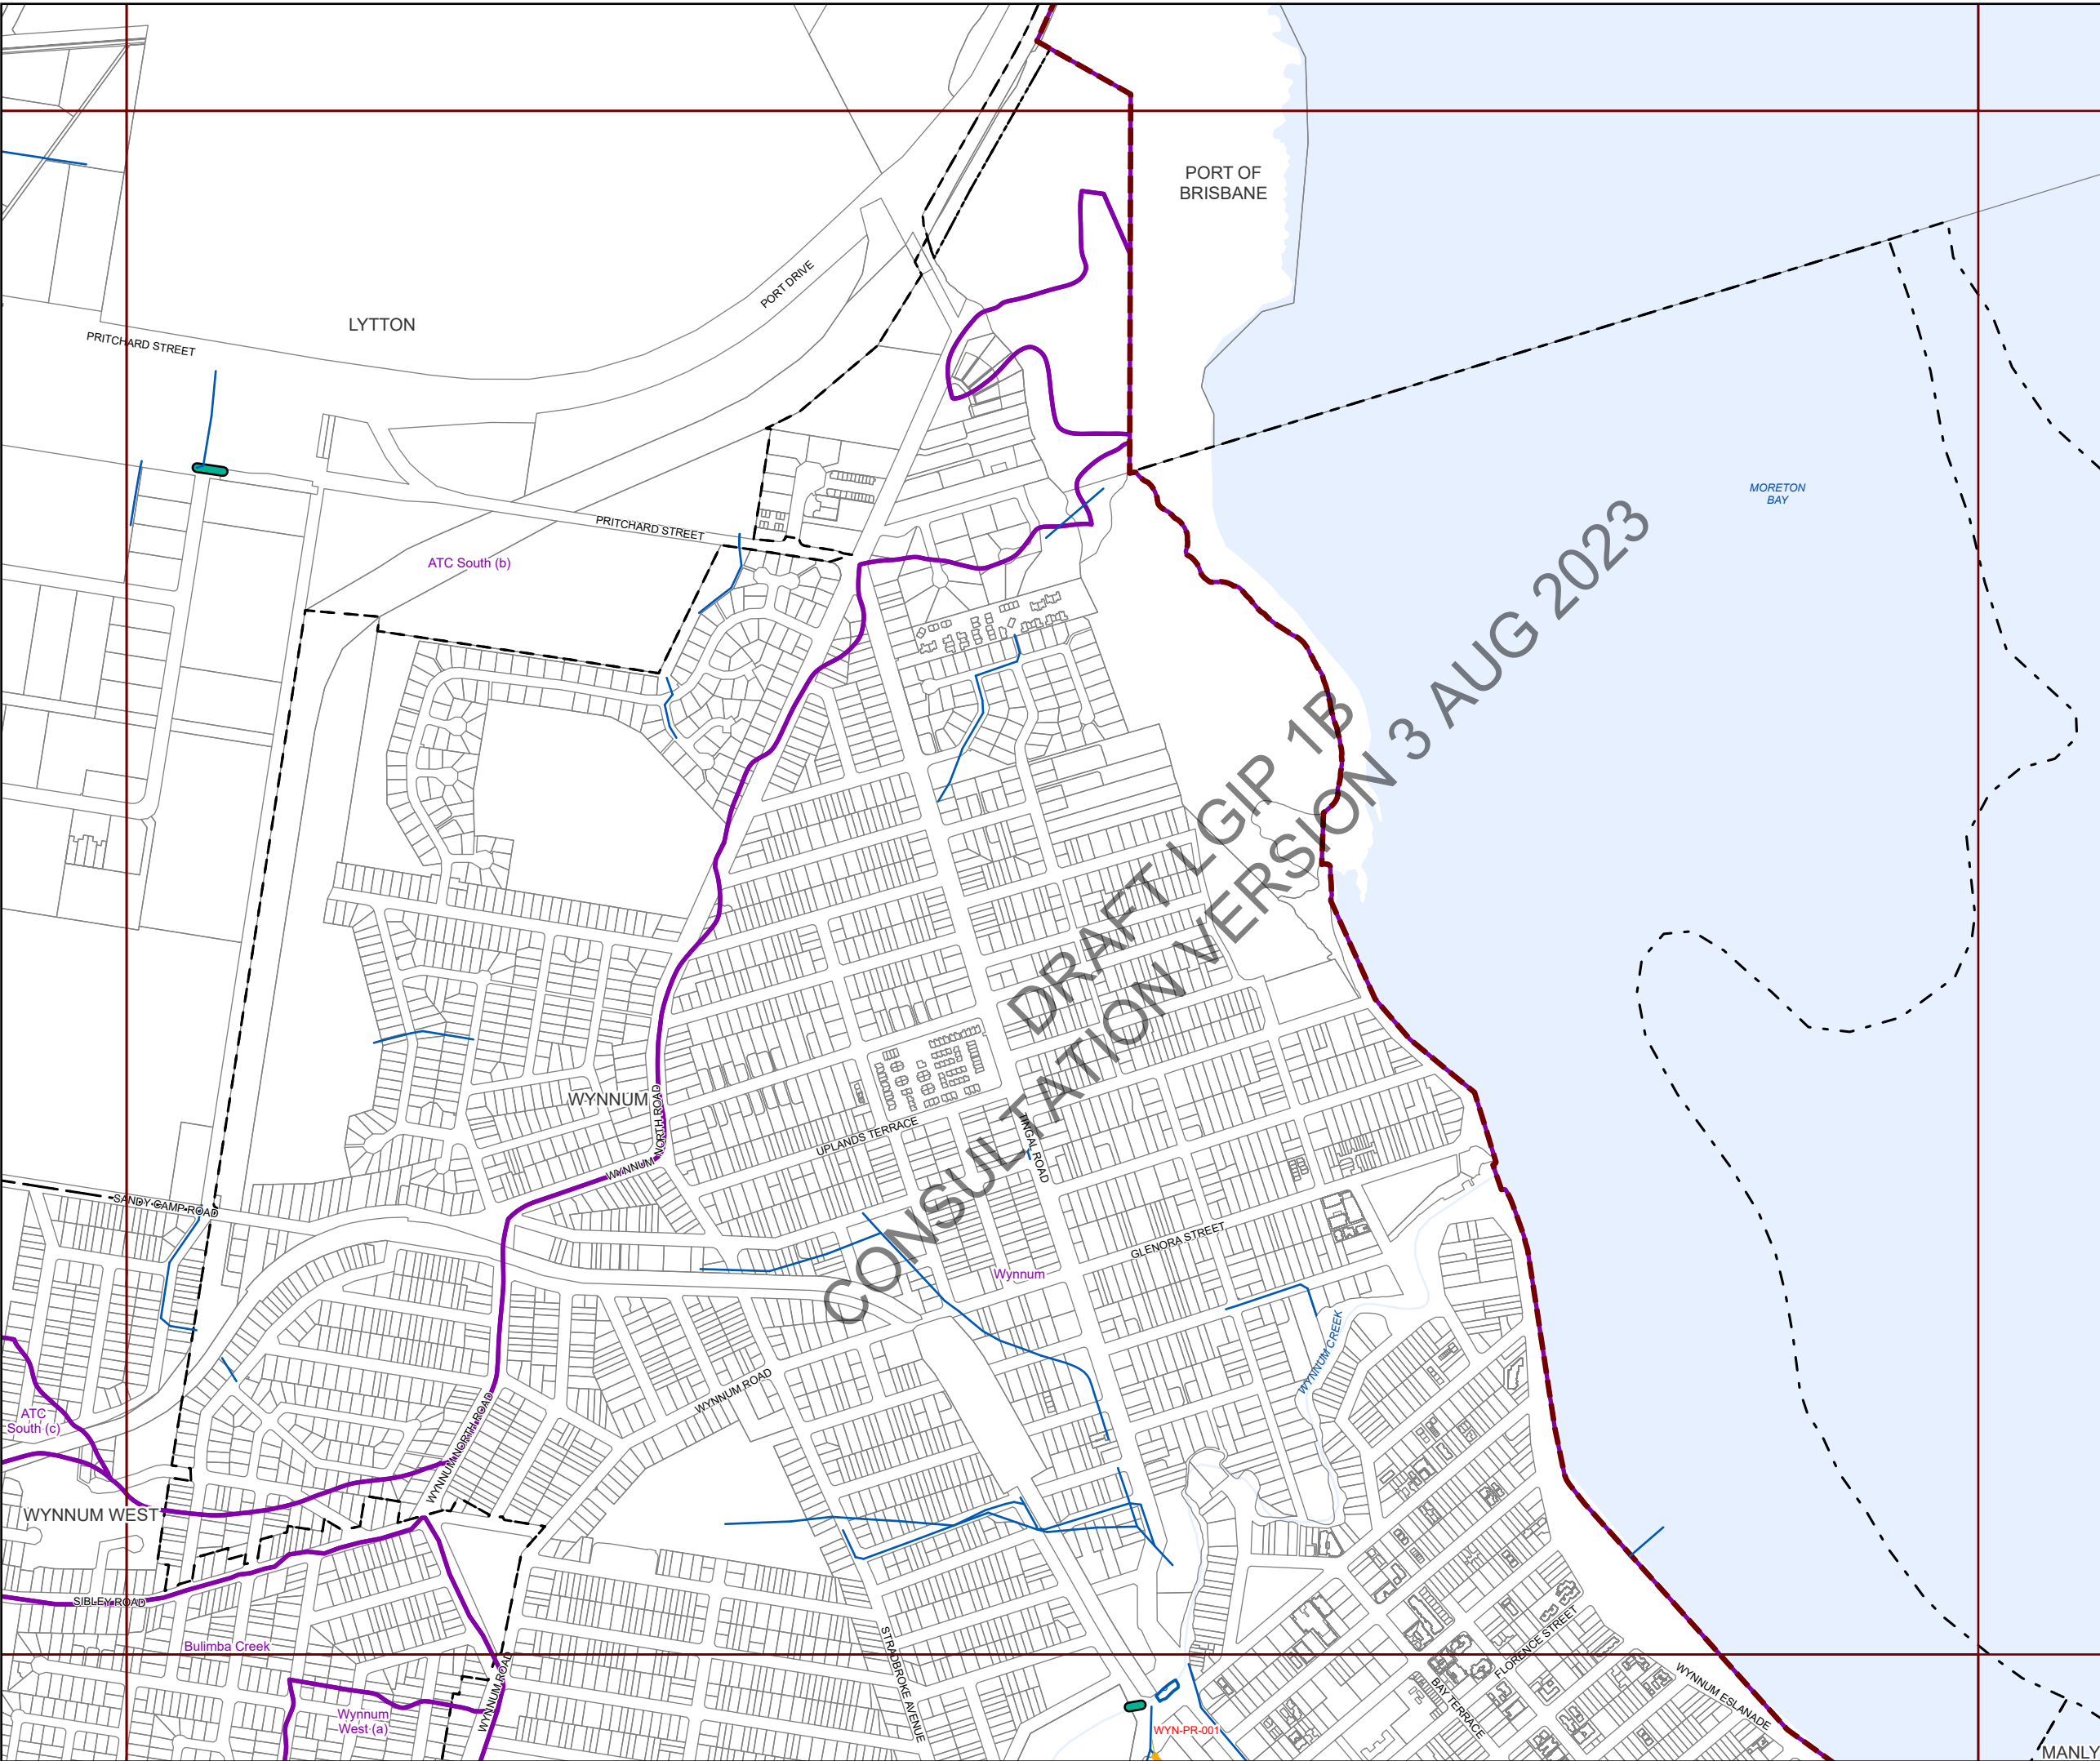 PORT OF
BRISBANE
PORT DRIVE
LYTTON
PRITCHARD STREET
MORETON
BAY
PRITCHARD STREET
ATC South (b)
DRAFT LGIP 1B
CONSULTATION VERSION 3 AUG 2023
WYNNUM
WYNNUM NORTH ROAD
UPLANDS TERRACE
TINGAL ROAD
SANDY CAMP ROAD
GLENORA STREET
Wynnum
WYNNUM CREEK
WYNNUM ROAD
ATC
South (c)
WYNNUM NORTH ROAD
WYNNUM WEST
SIBLEY ROAD
Bulimba Creek
STRADBROKE AVENUE
FLORENCE STREET
WYNNUM ESLANADE
BAY TERRACE
WYNNUM ROAD
Wynnum
West (a)
WYN-PR-001
MANLY